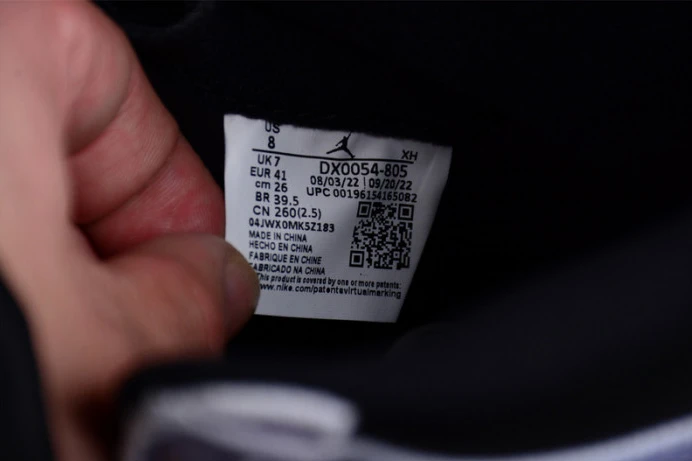 US
8
XH
UK 7
DX0054-805
EUR 41
08/03/22 | 09/20/22
cm 26
UPC 00196154165082
BR 39.5
CN 260(2.5)
04JWX0MK5Z183
MADE IN CHINA
HECHO EN CHINA
FABRIQUE EN CHINE
FABRICADO NA CHINA
This product is covered by one or more patents:
www.nike.com/patentsvirtualmarking